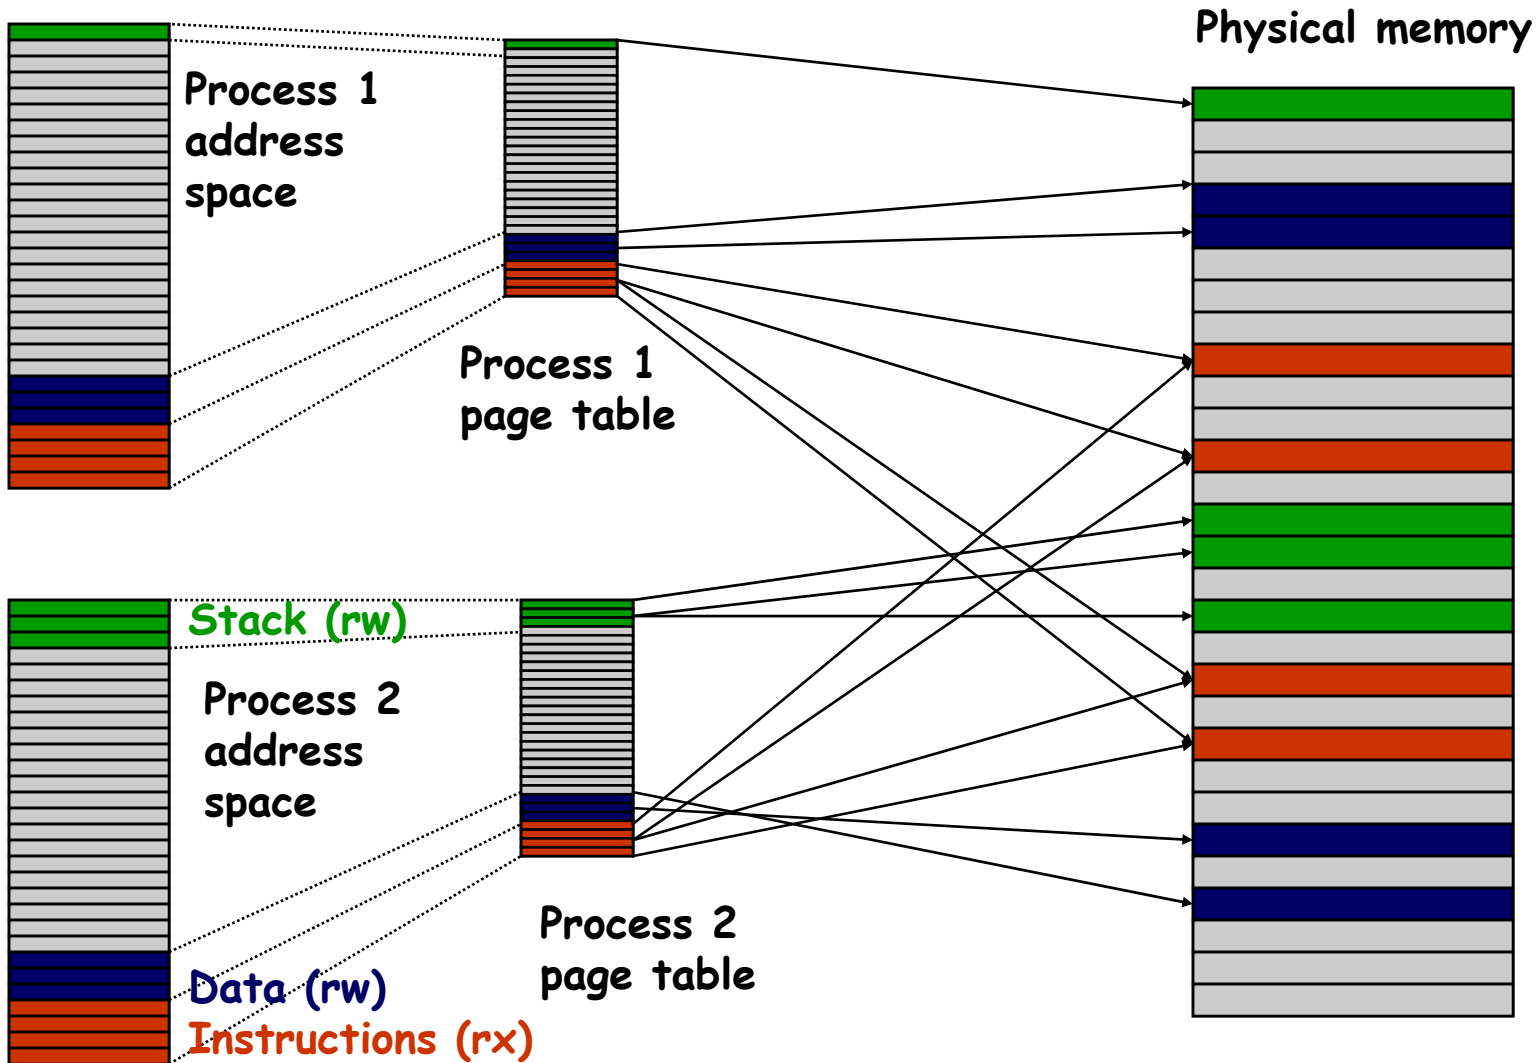 Physical memory
Process 1
address
space
Process 1
page table
Stack (rw)
Process 2
address
space
Process 2
page table
Data (rw)
Instructions (rx)